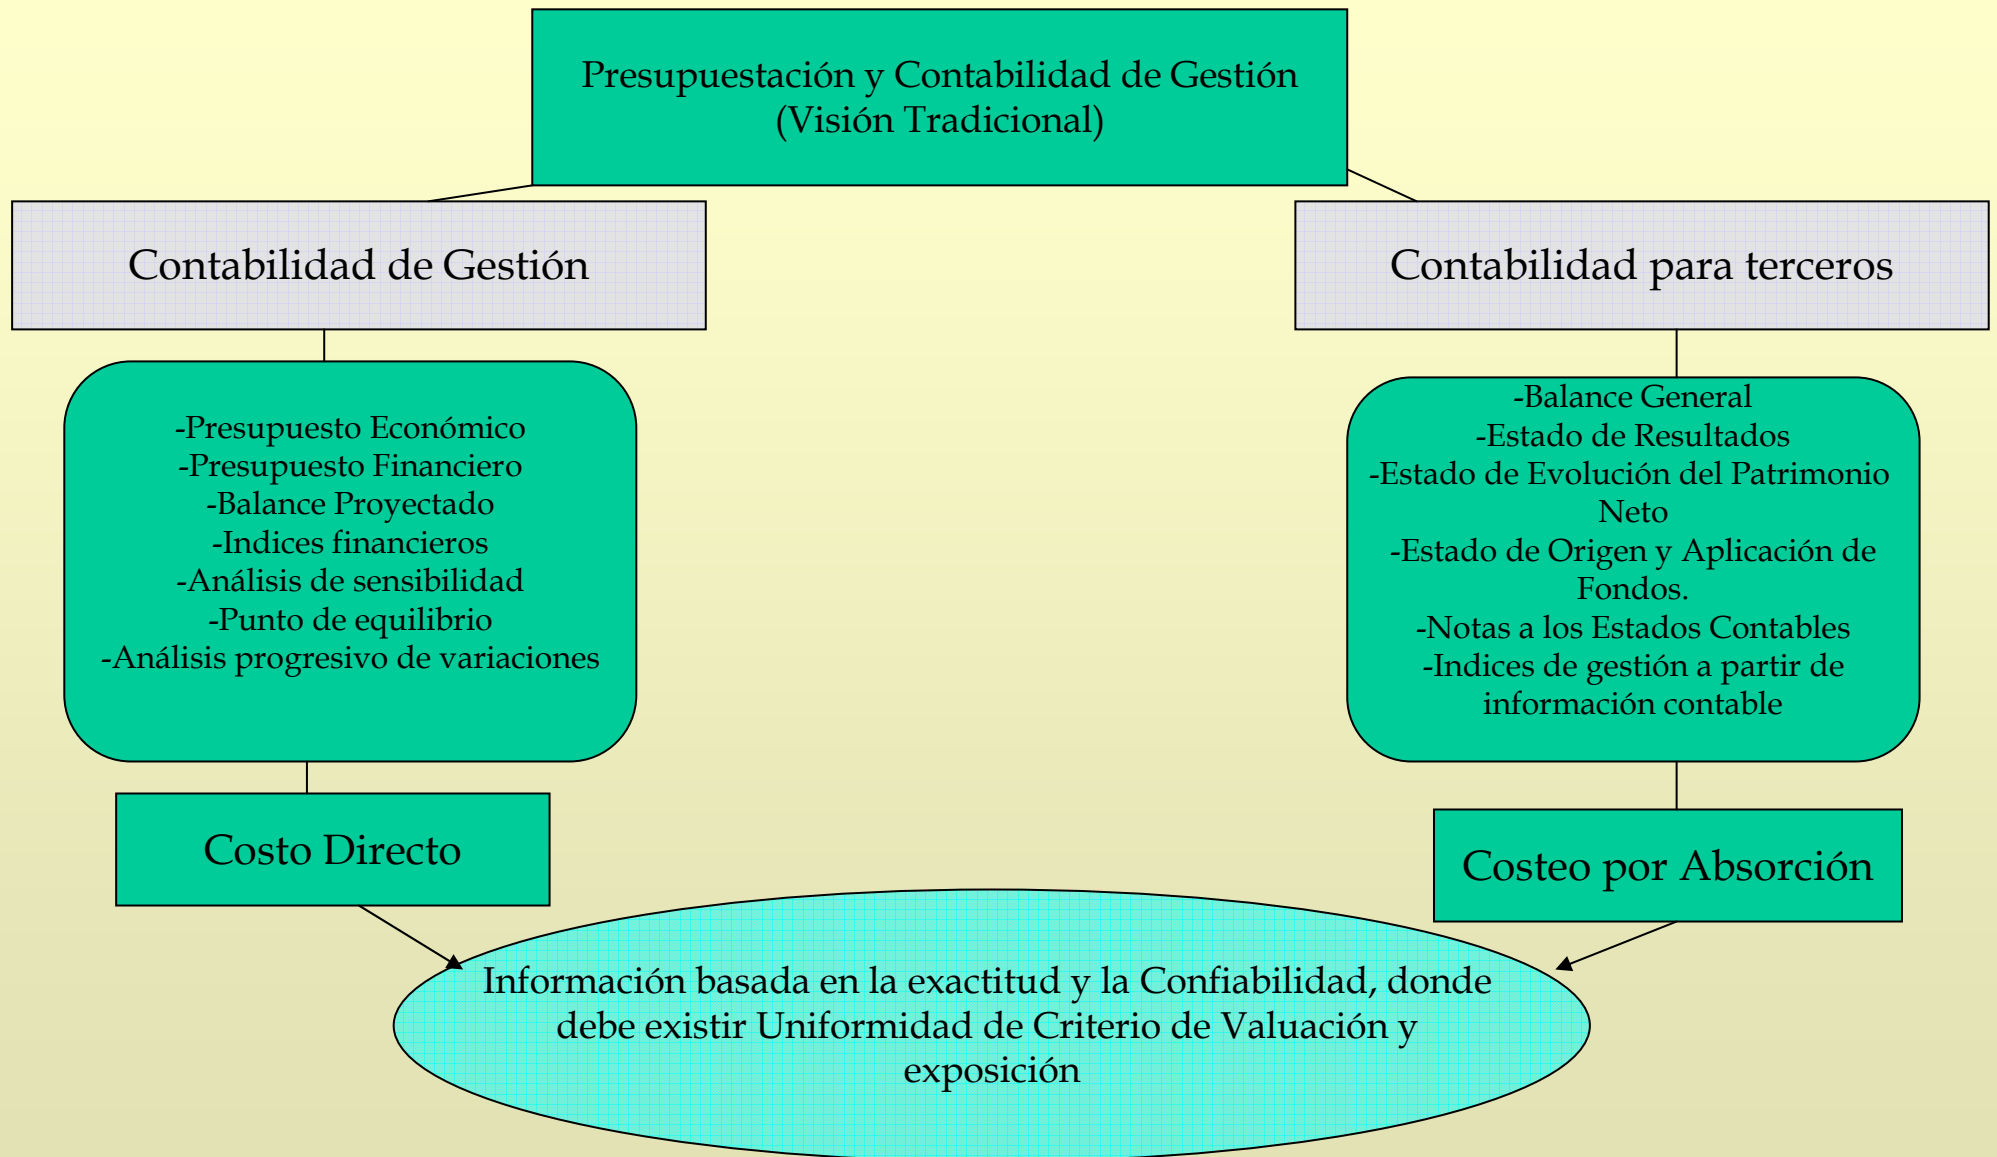 Presupuestación y Contabilidad de Gestión
(Visión Tradicional)
Contabilidad de Gestión
-Presupuesto Económico
-Presupuesto Financiero
-Balance Proyectado
-Indices financieros
-Análisis de sensibilidad
-Punto de equilibrio
-Análisis progresivo de variaciones
Costo Directo
Contabilidad para terceros
-Balance General
-Estado de Resultados
-Estado de Evolución del Patrimonio
Neto
-Estado de Origen y Aplicación de
Fondos.
-Notas a los Estados Contables
-Indices de gestión a partir de
información contable
Costeo por Absorción
Información basada en la exactitud y la Confiabilidad, donde
debe existir Uniformidad de Criterio de Valuación y
exposición